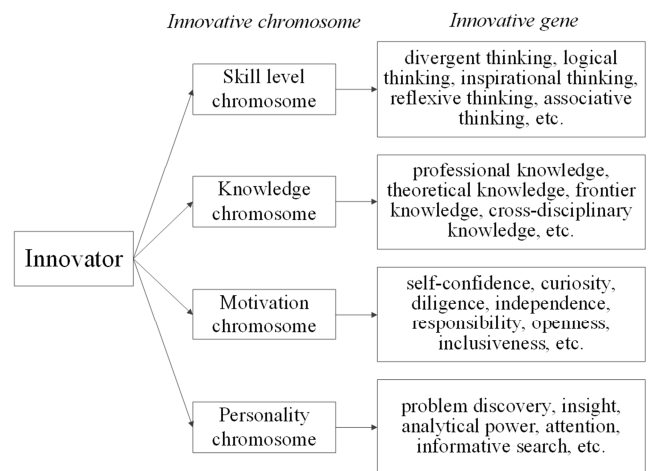 Innovative chromosome
Innovative gene
Innovator
Skill level
chromosome
divergent thinking, logical
thinking, inspirational thinking,
reflexive thinking, associative
thinking, etc.
Knowledge
chromosome
professional knowledge,
theoretical knowledge, frontier
knowledge, cross-disciplinary
knowledge, etc.
Motivation
chromosome
self-confidence, curiosity,
diligence, independence,
responsibility, openness,
inclusiveness, etc.
Personality
chromosome
problem discovery, insight,
analytical power, attention,
informative search, etc.